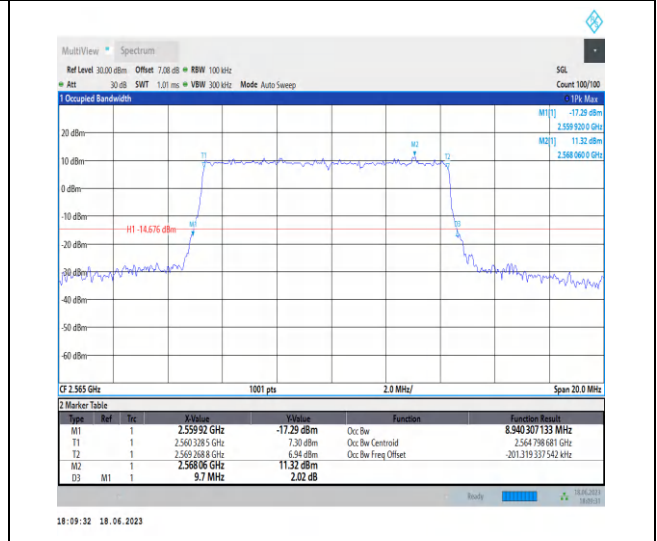 MultiView Spectrum
Ref Level 30.00 dBm Offset 7.08 dB RBW 100 kHz SGL
Att 30 dB SWT 1.01 ms VBW 300 kHz Mode Auto Sweep Count 100/100
1 Occupied Bandwidth 1Pk Max
M1[1] -17.29 dBm
2.559 920 0 GHz
M2[1] 11.32 dBm
2.568 060 0 GHz
20 dBm
M2
T1 T2
10 dBm
0 dBm
-10 dBm
H1 -14.676 dBm
M1 D3
-20 dBm
-30 dBm
-40 dBm
-50 dBm
-60 dBm
CF 2.565 GHz 1001 pts 2.0 MHz/ Span 20.0 MHz
2 Marker Table
Type Ref Trc X-Value Y-Value Function Function Result
M1 1 2.559 92 GHz -17.29 dBm Occ Bw 8.940 307 133 MHz
T1 1 2.560 328 5 GHz 7.30 dBm Occ Bw Centroid 2.564 798 681 GHz
T2 1 2.569 268 8 GHz 6.94 dBm Occ Bw Freq Offset -201.319 337 542 kHz
M2 1 2.568 06 GHz 11.32 dBm
D3 M1 1 9.7 MHz 2.02 dB
Ready 18.06.2023
18:09:32 18.06.2023